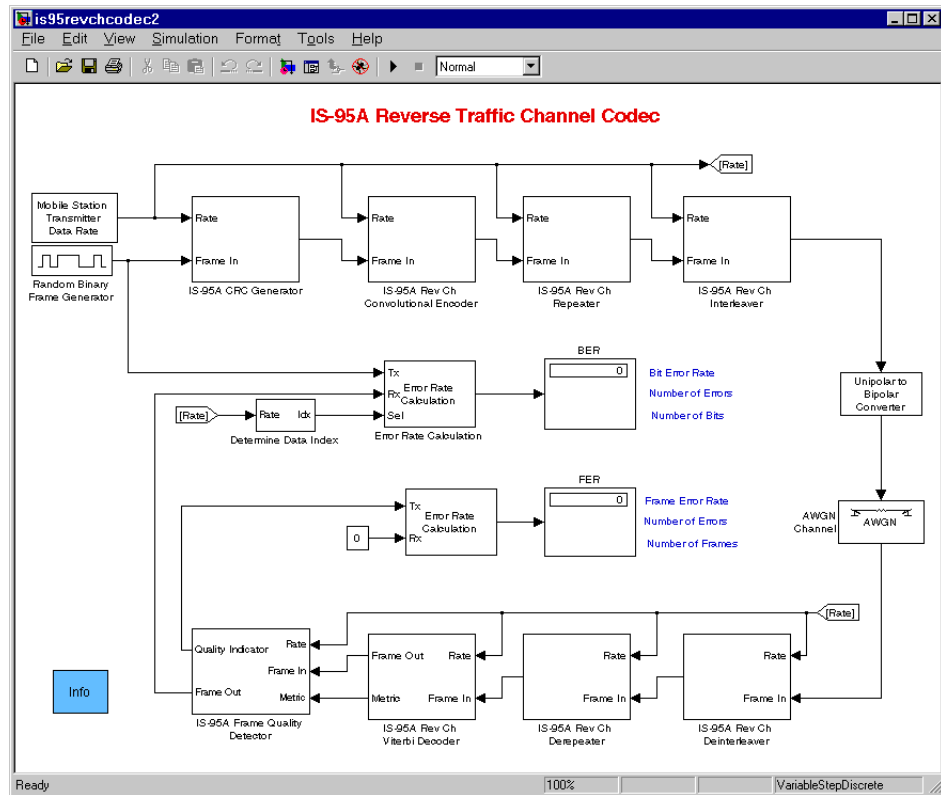 is95revchcodec2
File Edit View Simulation Format Tools Help
Normal
IS-95A Reverse Traffic Channel Codec
[Rate]
Mobile Station
Transmitter
Data Rate
Rate
Frame In
Rate
Frame In
Rate
Frame In
Rate
Frame In
Random Binary
Frame Generator
IS-95A CRC Generator
IS-95A Rev Ch
Convolutional Encoder
IS-95A Rev Ch
Repeater
IS-95A Rev Ch
Interleaver
BER
0
Bit Error Rate
Number of Errors
Number of Bits
Tx
Rx
Sel
Error Rate
Calculation
Error Rate Calculation
[Rate]
Rate Idx
Determine Data Index
Unipolar to
Bipolar
Converter
FER
0
Frame Error Rate
Number of Errors
Number of Frames
Tx
Rx
Error Rate
Calculation
0
AWGN
Channel
AWGN
[Rate]
Quality Indicator
Frame Out
Rate
Frame In
Metric
IS-95A Frame Quality
Detector
Frame Out
Metric
Rate
Frame In
IS-95A Rev Ch
Viterbi Decoder
Rate
Frame In
IS-95A Rev Ch
Derepeater
Rate
Frame In
IS-95A Rev Ch
Deinterleaver
Info
Ready
100%
VariableStepDiscrete